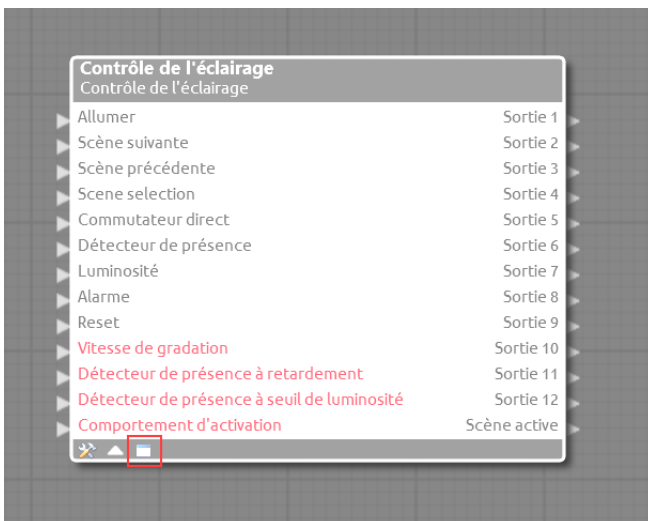 Contrôle de l'éclairage
Contrôle de l'éclairage
Allumer Sortie 1
Scène suivante Sortie 2
Scène précédente Sortie 3
Scene selection Sortie 4
Commutateur direct Sortie 5
Détecteur de présence Sortie 6
Luminosité Sortie 7
Alarme Sortie 8
Reset Sortie 9
Vitesse de gradation Sortie 10
Détecteur de présence à retardement Sortie 11
Détecteur de présence à seuil de luminosité Sortie 12
Comportement d'activation Scène active